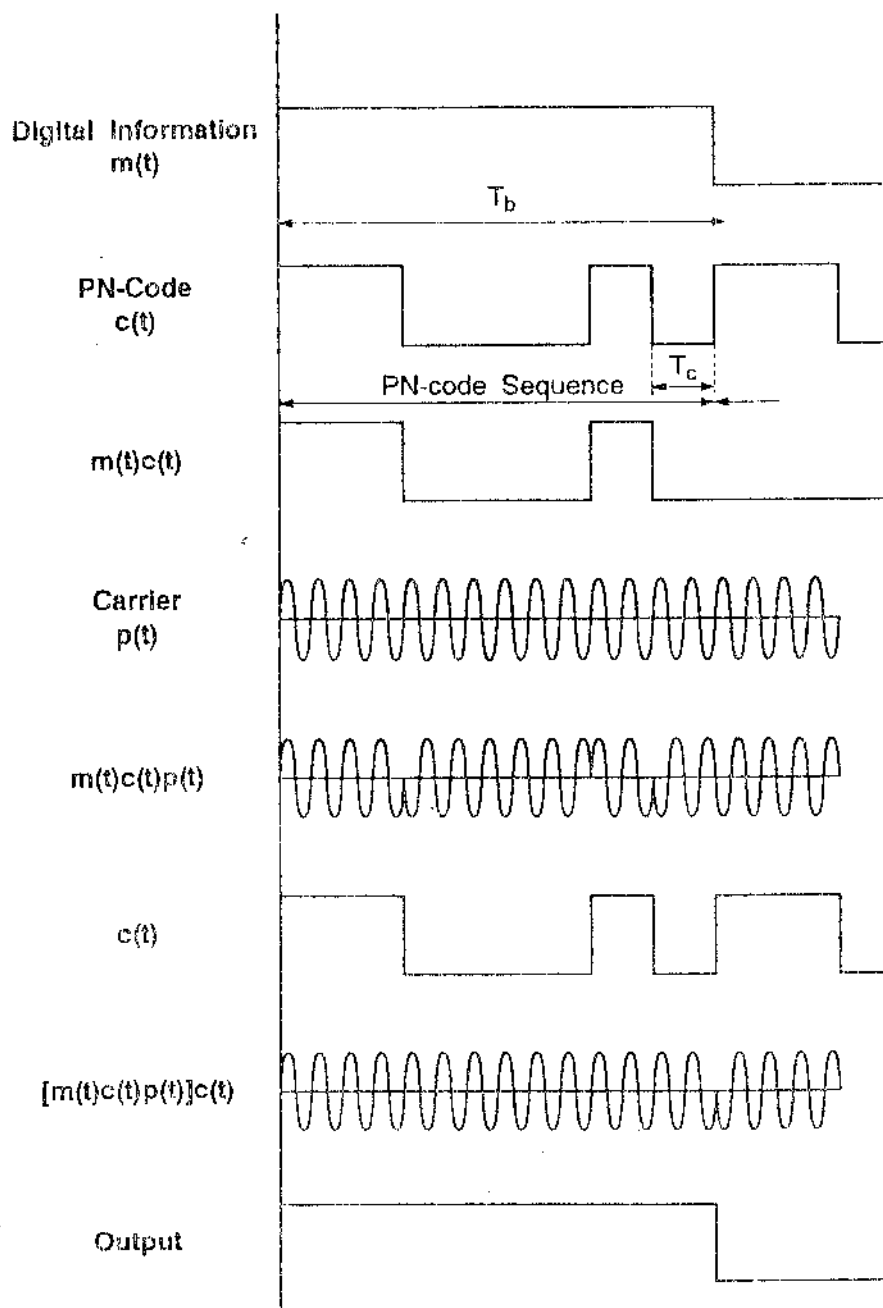 Digital Information
m(t)
T_b
PN-Code
c(t)
T_c
PN-code Sequence
m(t)c(t)
Carrier
p(t)
m(t)c(t)p(t)
c(t)
[m(t)c(t)p(t)]c(t)
Output